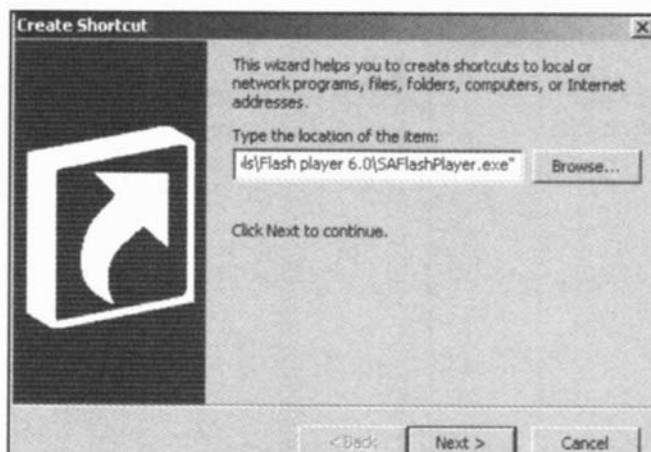 Create Shortcut
This wizard helps you to create shortcuts to local or
network programs, files, folders, computers, or Internet
addresses.
Type the location of the item:
ls\Flash player 6.0\SAFlashPlayer.exe"
Browse...
Click Next to continue.
< Back
Next >
Cancel